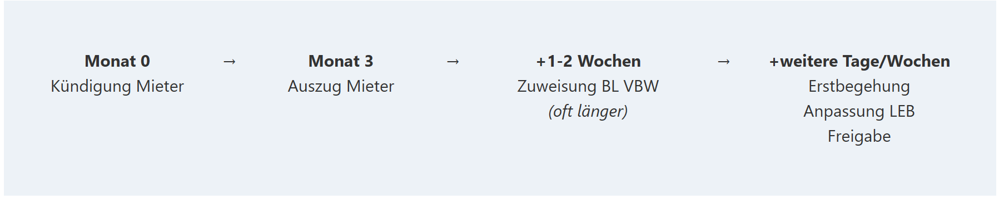 Monat 0 → Monat 3 → +1-2 Wochen → +weitere Tage/Wochen
Kündigung Mieter Auszug Mieter Zuweisung BL VBW Erstbegehung
(oft länger) Anpassung LEB
Freigabe